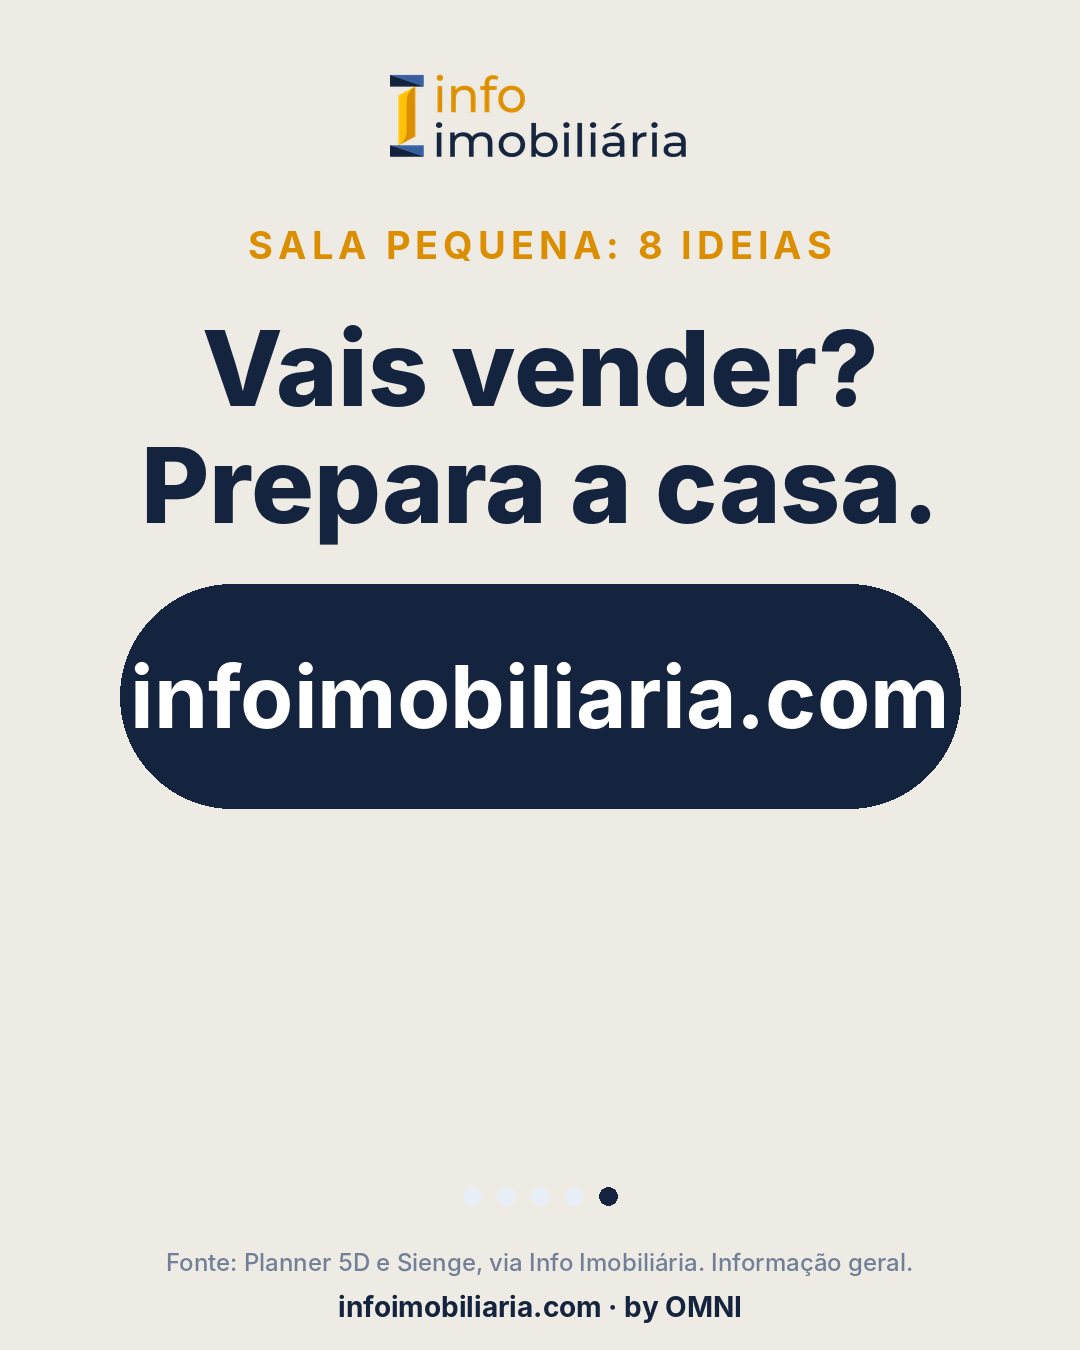 info
imobiliária
SALA PEQUENA: 8 IDEIAS
Vais vender?
Prepara a casa.
infoimobiliaria.com
Fonte: Planner 5D e Sienge, via Info Imobiliária. Informação geral.
infoimobiliaria.com · by OMNI